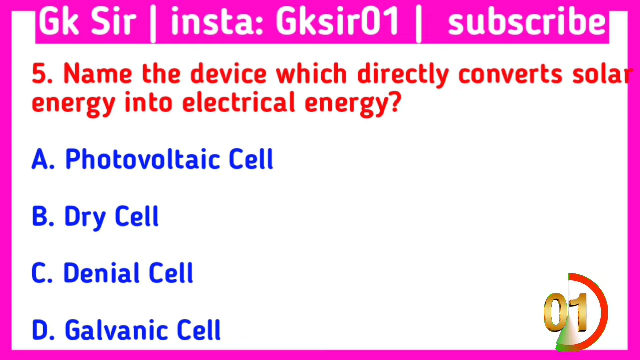 Gk Sir | insta: Gksir01 | subscribe
5. Name the device which directly converts solar
energy into electrical energy?
A. Photovoltaic Cell
B. Dry Cell
C. Denial Cell
D. Galvanic Cell
01